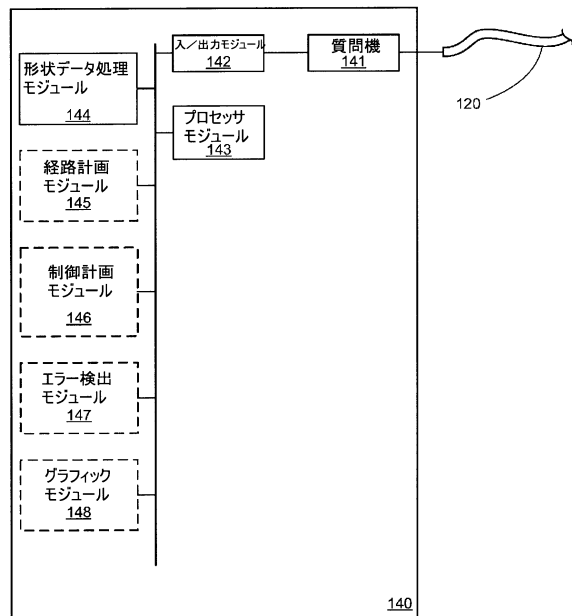 入／出力モジュール
142
質問機
141
120
形状データ処理
モジュール
144
プロセッサ
モジュール
143
経路計画
モジュール
145
制御計画
モジュール
146
エラー検出
モジュール
147
グラフィック
モジュール
148
140